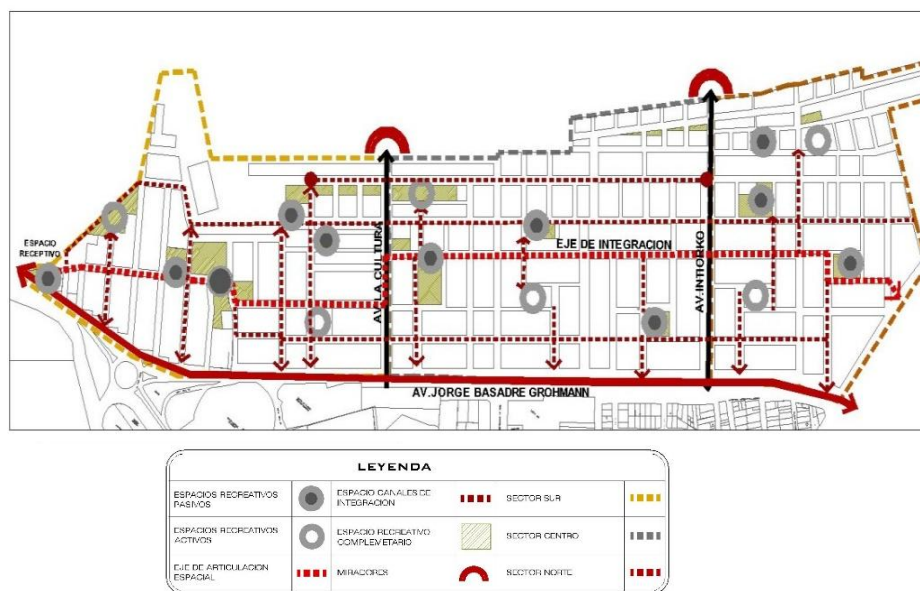 ESPACIO
RECEPTIVO
AV. LA CULTURA
EJE DE INTEGRACION
AV.INTIORKO
AV.JORGE BASADRE GROHMANN
LEYENDA
ESPACIOS RECREATIVOS
PASIVOS
ESPACIO CANALES DE
INTEGRACION
SECTOR SUR
ESPACIOS RECREATIVOS
ACTIVOS
ESPACIO RECREATIVO
COMPLEMETARIO
SECTOR CENTRO
EJE DE ARTICULACION
ESPACIAL
MIRADORES
SECTOR NORTE